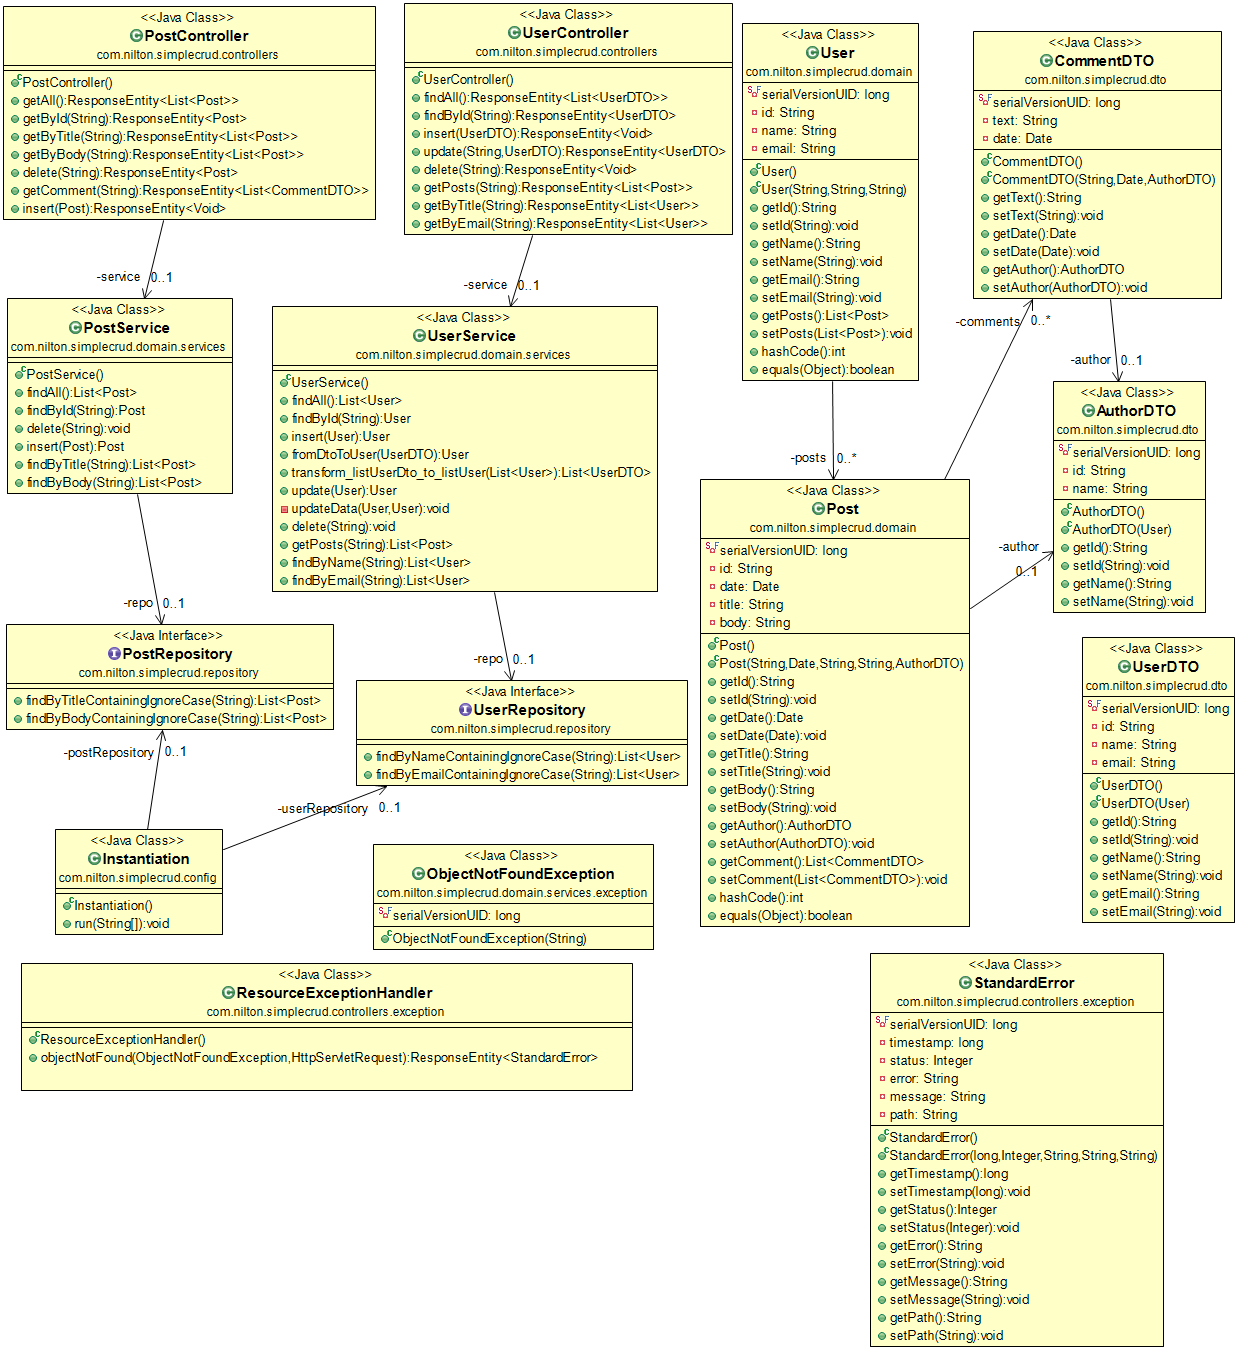 <<Java Class>>
PostController
com.nilton.simplecrud.controllers
PostController()
getAll():ResponseEntity<List<Post>>
getById(String):ResponseEntity<Post>
getByTitle(String):ResponseEntity<List<Post>>
getByBody(String):ResponseEntity<List<Post>>
delete(String):ResponseEntity<Post>
getComment(String):ResponseEntity<List<CommentDTO>>
insert(Post):ResponseEntity<Void>
<<Java Class>>
UserController
com.nilton.simplecrud.controllers
UserController()
findAll():ResponseEntity<List<UserDTO>>
findById(String):ResponseEntity<UserDTO>
insert(UserDTO):ResponseEntity<Void>
update(String,UserDTO):ResponseEntity<UserDTO>
delete(String):ResponseEntity<Void>
getPosts(String):ResponseEntity<List<Post>>
getByTitle(String):ResponseEntity<List<User>>
getByEmail(String):ResponseEntity<List<User>>
<<Java Class>>
User
com.nilton.simplecrud.domain
serialVersionUID: long
id: String
name: String
email: String
User()
User(String,String,String)
getId():String
setId(String):void
getName():String
setName(String):void
getEmail():String
setEmail(String):void
getPosts():List<Post>
setPosts(List<Post>):void
hashCode():int
equals(Object):boolean
<<Java Class>>
CommentDTO
com.nilton.simplecrud.dto
serialVersionUID: long
text: String
date: Date
CommentDTO()
CommentDTO(String,Date,AuthorDTO)
getText():String
setText(String):void
getDate():Date
setDate(Date):void
getAuthor():AuthorDTO
setAuthor(AuthorDTO):void
-service 0..1
-service 0..1
-comments 0..*
-author 0..1
<<Java Class>>
PostService
com.nilton.simplecrud.domain.services
PostService()
findAll():List<Post>
findById(String):Post
delete(String):void
insert(Post):Post
findByTitle(String):List<Post>
findByBody(String):List<Post>
<<Java Class>>
UserService
com.nilton.simplecrud.domain.services
UserService()
findAll():List<User>
findById(String):User
insert(User):User
fromDtoToUser(UserDTO):User
transform_listUserDto_to_listUser(List<User>):List<UserDTO>
update(User):User
updateData(User,User):void
delete(String):void
getPosts(String):List<Post>
findByName(String):List<User>
findByEmail(String):List<User>
-posts 0..*
<<Java Class>>
AuthorDTO
com.nilton.simplecrud.dto
serialVersionUID: long
id: String
name: String
AuthorDTO()
AuthorDTO(User)
getId():String
setId(String):void
getName():String
setName(String):void
<<Java Class>>
Post
com.nilton.simplecrud.domain
serialVersionUID: long
id: String
date: Date
title: String
body: String
Post()
Post(String,Date,String,String,AuthorDTO)
getId():String
setId(String):void
getDate():Date
setDate(Date):void
getTitle():String
setTitle(String):void
getBody():String
setBody(String):void
getAuthor():AuthorDTO
setAuthor(AuthorDTO):void
getComment():List<CommentDTO>
setComment(List<CommentDTO>):void
hashCode():int
equals(Object):boolean
-author
0..1
-repo 0..1
-repo 0..1
<<Java Interface>>
PostRepository
com.nilton.simplecrud.repository
findByTitleContainingIgnoreCase(String):List<Post>
findByBodyContainingIgnoreCase(String):List<Post>
<<Java Interface>>
UserRepository
com.nilton.simplecrud.repository
findByNameContainingIgnoreCase(String):List<User>
findByEmailContainingIgnoreCase(String):List<User>
<<Java Class>>
UserDTO
com.nilton.simplecrud.dto
serialVersionUID: long
id: String
name: String
email: String
UserDTO()
UserDTO(User)
getId():String
setId(String):void
getName():String
setName(String):void
getEmail():String
setEmail(String):void
-postRepository 0..1
-userRepository 0..1
<<Java Class>>
Instantiation
com.nilton.simplecrud.config
Instantiation()
run(String[]):void
<<Java Class>>
ObjectNotFoundException
com.nilton.simplecrud.domain.services.exception
serialVersionUID: long
ObjectNotFoundException(String)
<<Java Class>>
ResourceExceptionHandler
com.nilton.simplecrud.controllers.exception
ResourceExceptionHandler()
objectNotFound(ObjectNotFoundException,HttpServletRequest):ResponseEntity<StandardError>
<<Java Class>>
StandardError
com.nilton.simplecrud.controllers.exception
serialVersionUID: long
timestamp: long
status: Integer
error: String
message: String
path: String
StandardError()
StandardError(long,Integer,String,String,String)
getTimestamp():long
setTimestamp(long):void
getStatus():Integer
setStatus(Integer):void
getError():String
setError(String):void
getMessage():String
setMessage(String):void
getPath():String
setPath(String):void